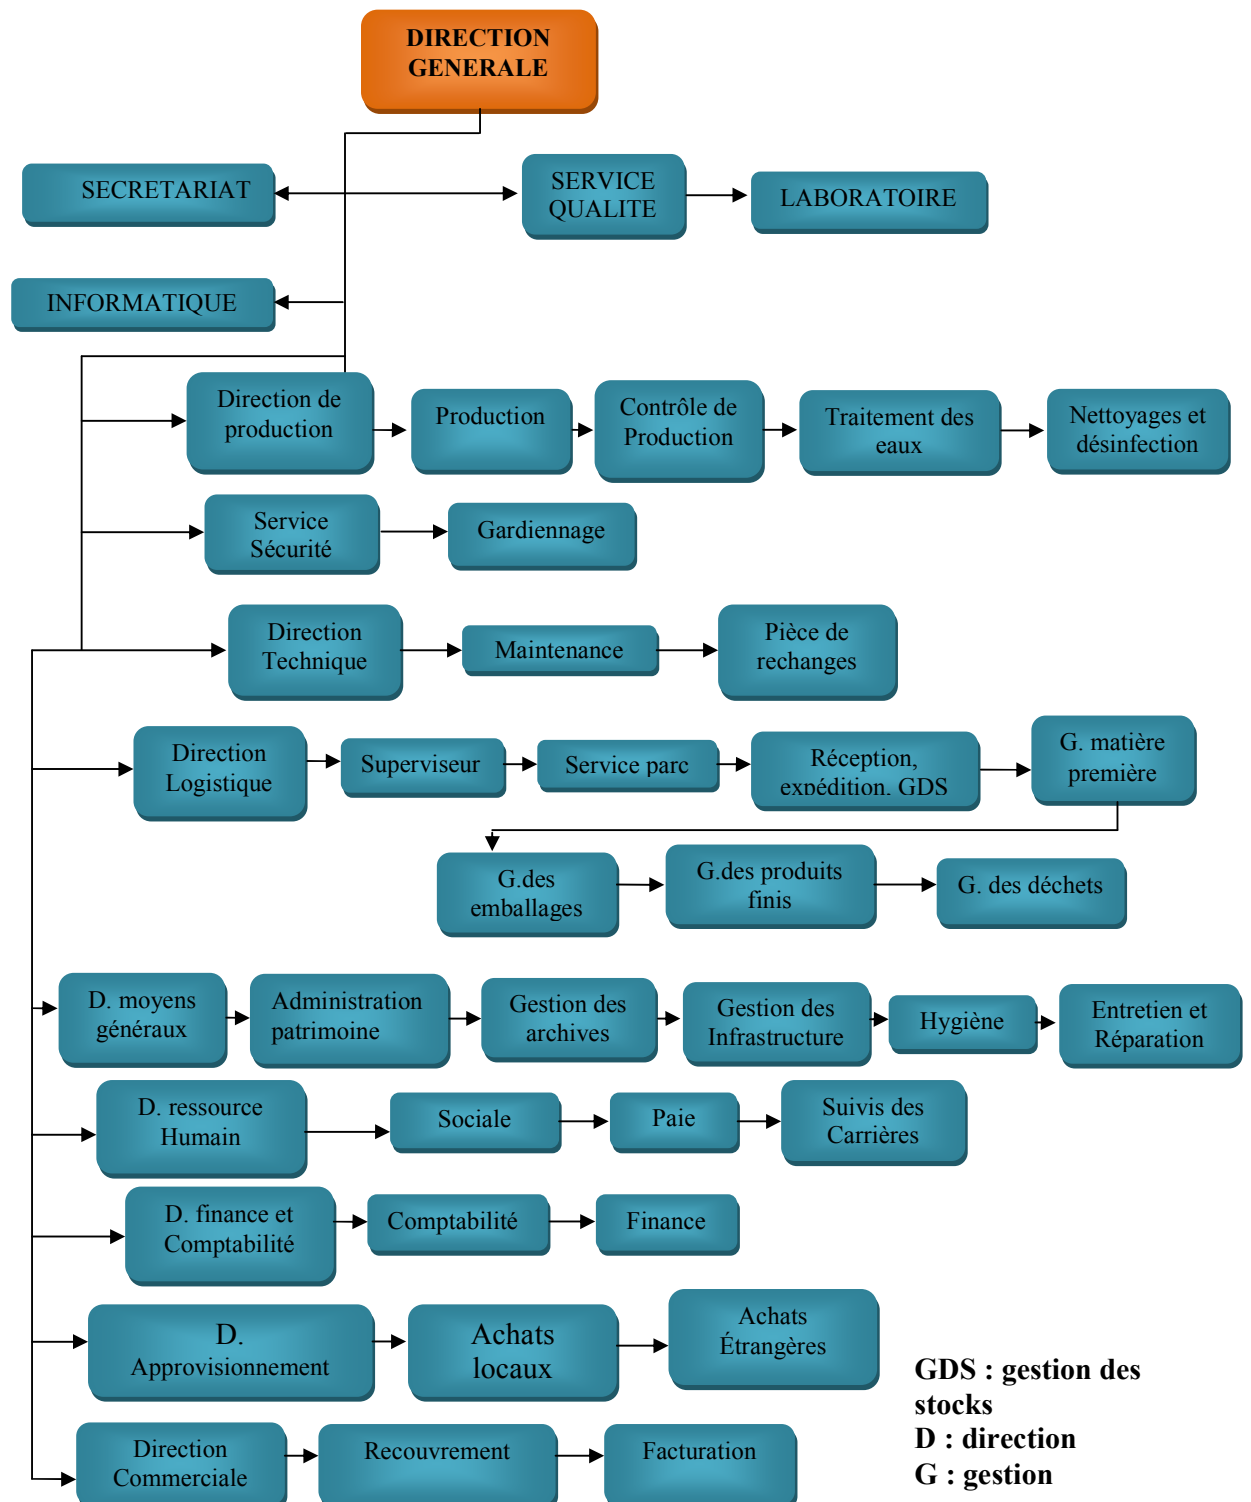 DIRECTION
GENERALE
SECRETARIAT
SERVICE
QUALITE
LABORATOIRE
INFORMATIQUE
Direction de
production
Production
Contrôle de
Production
Traitement des
eaux
Nettoyages et
désinfection
Service
Sécurité
Gardiennage
Direction
Technique
Maintenance
Pièce de
rechanges
Direction
Logistique
Superviseur
Service parc
Réception,
expédition, GDS
G. matière
première
G.des
emballages
G.des produits
finis
G. des déchets
D. moyens
généraux
Administration
patrimoine
Gestion des
archives
Gestion des
Infrastructure
Hygiène
Entretien et
Réparation
D. ressource
Humain
Sociale
Paie
Suivis des
Carrières
D. finance et
Comptabilité
Comptabilité
Finance
D.
Approvisionnement
Achats
locaux
Achats
Étrangères
Direction
Commerciale
Recouvrement
Facturation
GDS : gestion des
stocks
D : direction
G : gestion